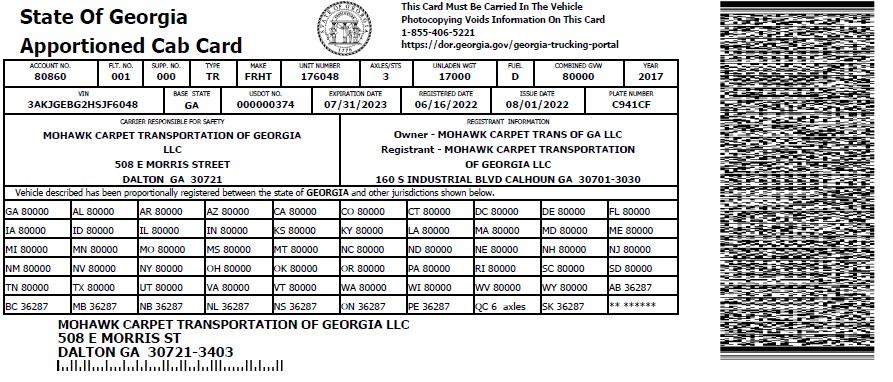 State Of Georgia
Apportioned Cab Card
This Card Must Be Carried In The Vehicle
Photocopying Voids Information On This Card
1-855-406-5221
https://dor.georgia.gov/georgia-trucking-portal
ACCOUNT NO. FLT. NO. SUPP. NO. TYPE MAKE UNIT NUMBER AXLES/STS UNLADEN WGT FUEL COMBINED GVW YEAR
80860 001 000 TR FRHT 176048 3 17000 D 80000 2017
VIN BASE STATE USDOT NO. EXPIRATION DATE REGISTERED DATE ISSUE DATE PLATE NUMBER
3AKJGEBG2HSJF6048 GA 000000374 07/31/2023 06/16/2022 08/01/2022 C941CF
CARRIER RESPONSIBLE FOR SAFETY
MOHAWK CARPET TRANSPORTATION OF GEORGIA
LLC
508 E MORRIS STREET
DALTON GA 30721
REGISTRANT INFORMATION
Owner - MOHAWK CARPET TRANS OF GA LLC
Registrant - MOHAWK CARPET TRANSPORTATION
OF GEORGIA LLC
160 S INDUSTRIAL BLVD CALHOUN GA 30701-3030
Vehicle described has been proportionally registered between the state of GEORGIA and other jurisdictions shown below.
GA 80000 AL 80000 AR 80000 AZ 80000 CA 80000 CO 80000 CT 80000 DC 80000 DE 80000 FL 80000
IA 80000 ID 80000 IL 80000 IN 80000 KS 80000 KY 80000 LA 80000 MA 80000 MD 80000 ME 80000
MI 80000 MN 80000 MO 80000 MS 80000 MT 80000 NC 80000 ND 80000 NE 80000 NH 80000 NJ 80000
NM 80000 NV 80000 NY 80000 OH 80000 OK 80000 OR 80000 PA 80000 RI 80000 SC 80000 SD 80000
TN 80000 TX 80000 UT 80000 VA 80000 VT 80000 WA 80000 WI 80000 WV 80000 WY 80000 AB 36287
BC 36287 MB 36287 NB 36287 NL 36287 NS 36287 ON 36287 PE 36287 QC 6 axles SK 36287 ** ******
MOHAWK CARPET TRANSPORTATION OF GEORGIA LLC
508 E MORRIS ST
DALTON GA 30721-3403